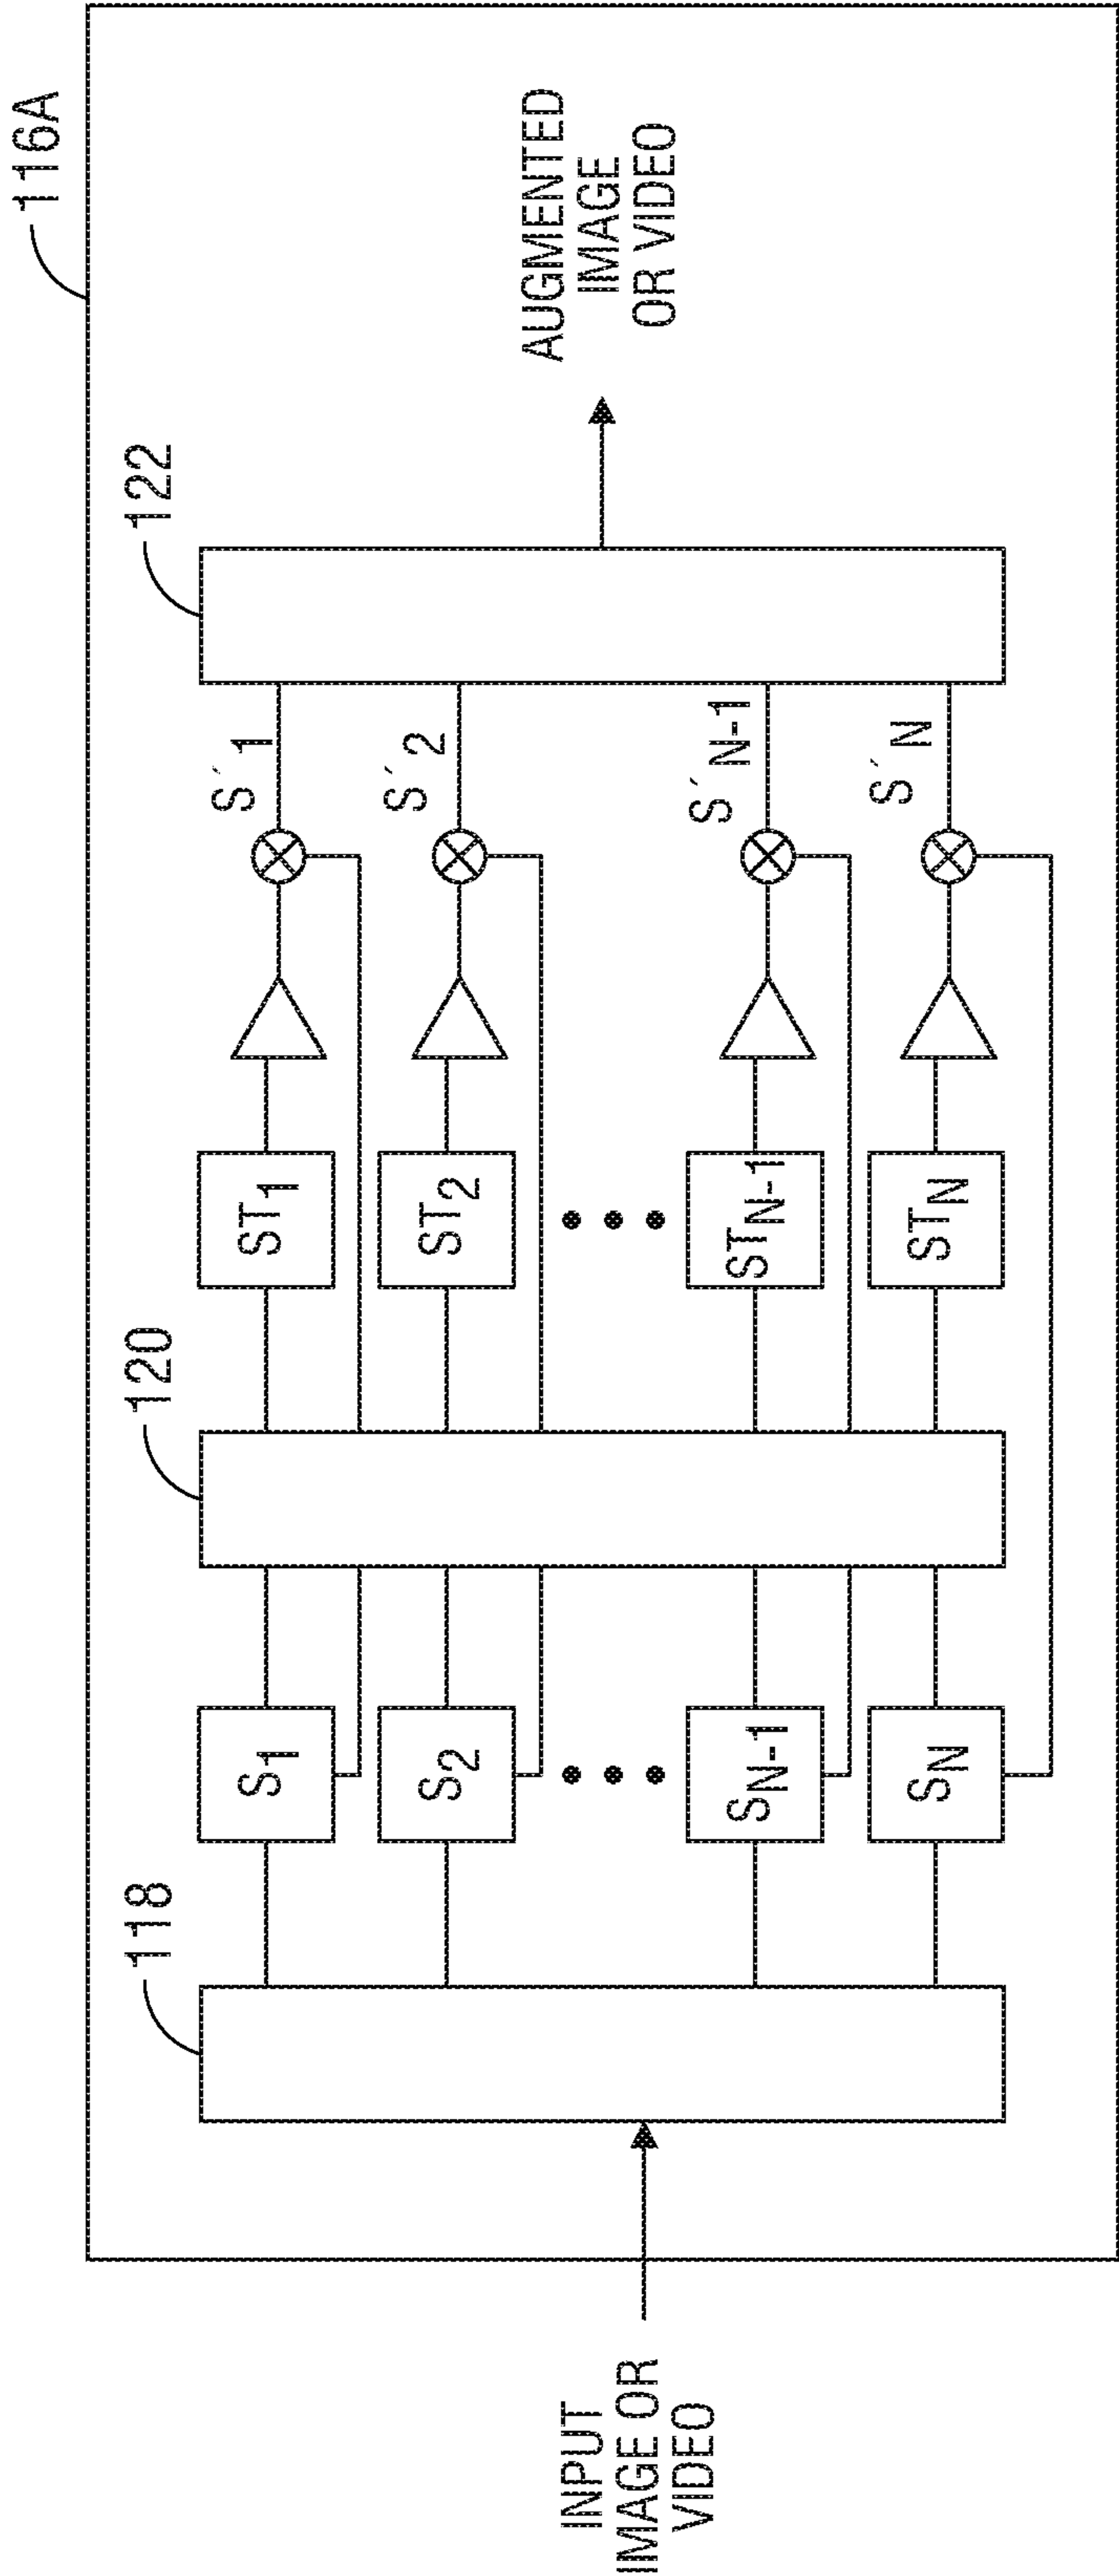 116A
INPUT
IMAGE OR
VIDEO
118
S1
S2
SN-1
SN
120
ST1
ST2
STN-1
STN
S´1
S´2
S´N-1
S´N
122
AUGMENTED
IMAGE
OR VIDEO